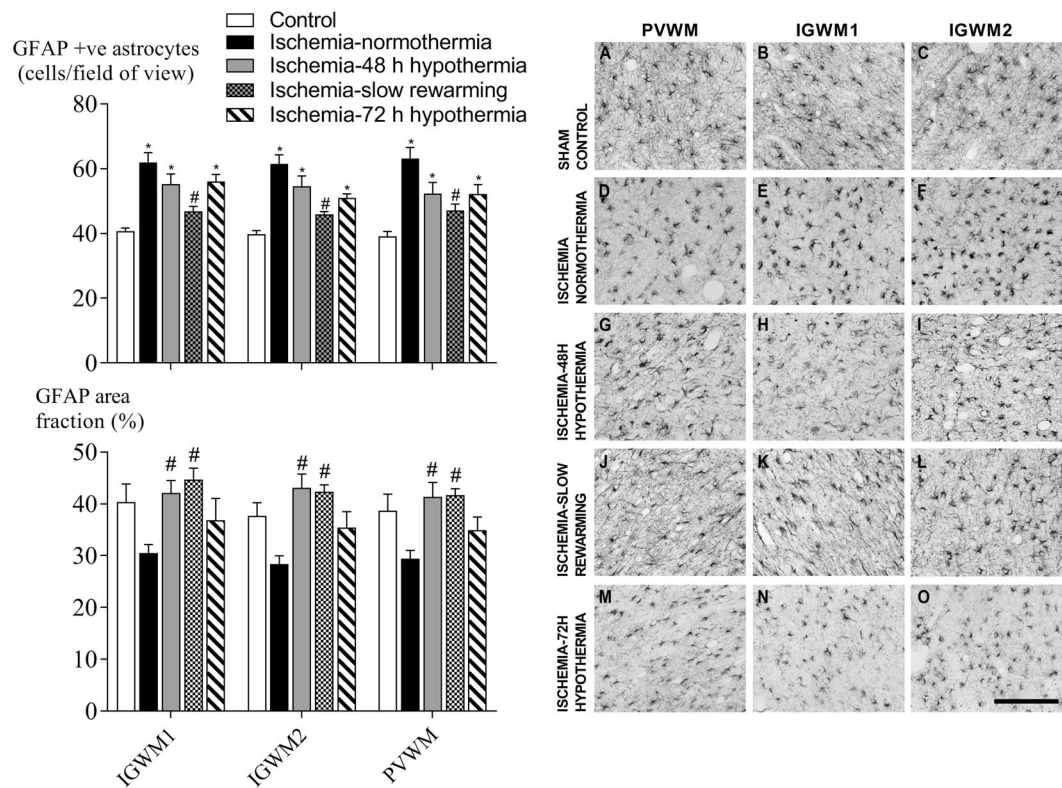 Control
Ischemia-normothermia
Ischemia-48 h hypothermia
Ischemia-slow rewarming
Ischemia-72 h hypothermia
GFAP +ve astrocytes
(cells/field of view)
80
60
40
20
0
* * # *
* * # *
* * # *
GFAP area
fraction (%)
50
40
30
20
10
0
# #
# #
# #
IGWM1
IGWM2
PVWM
PVWM IGWM1 IGWM2
SHAM
CONTROL
A B C
ISCHEMIA
NORMOTHERMIA
D E F
ISCHEMIA-48H
HYPOTHERMIA
G H I
ISCHEMIA-SLOW
REWARMING
J K L
ISCHEMIA-72H
HYPOTHERMIA
M N O